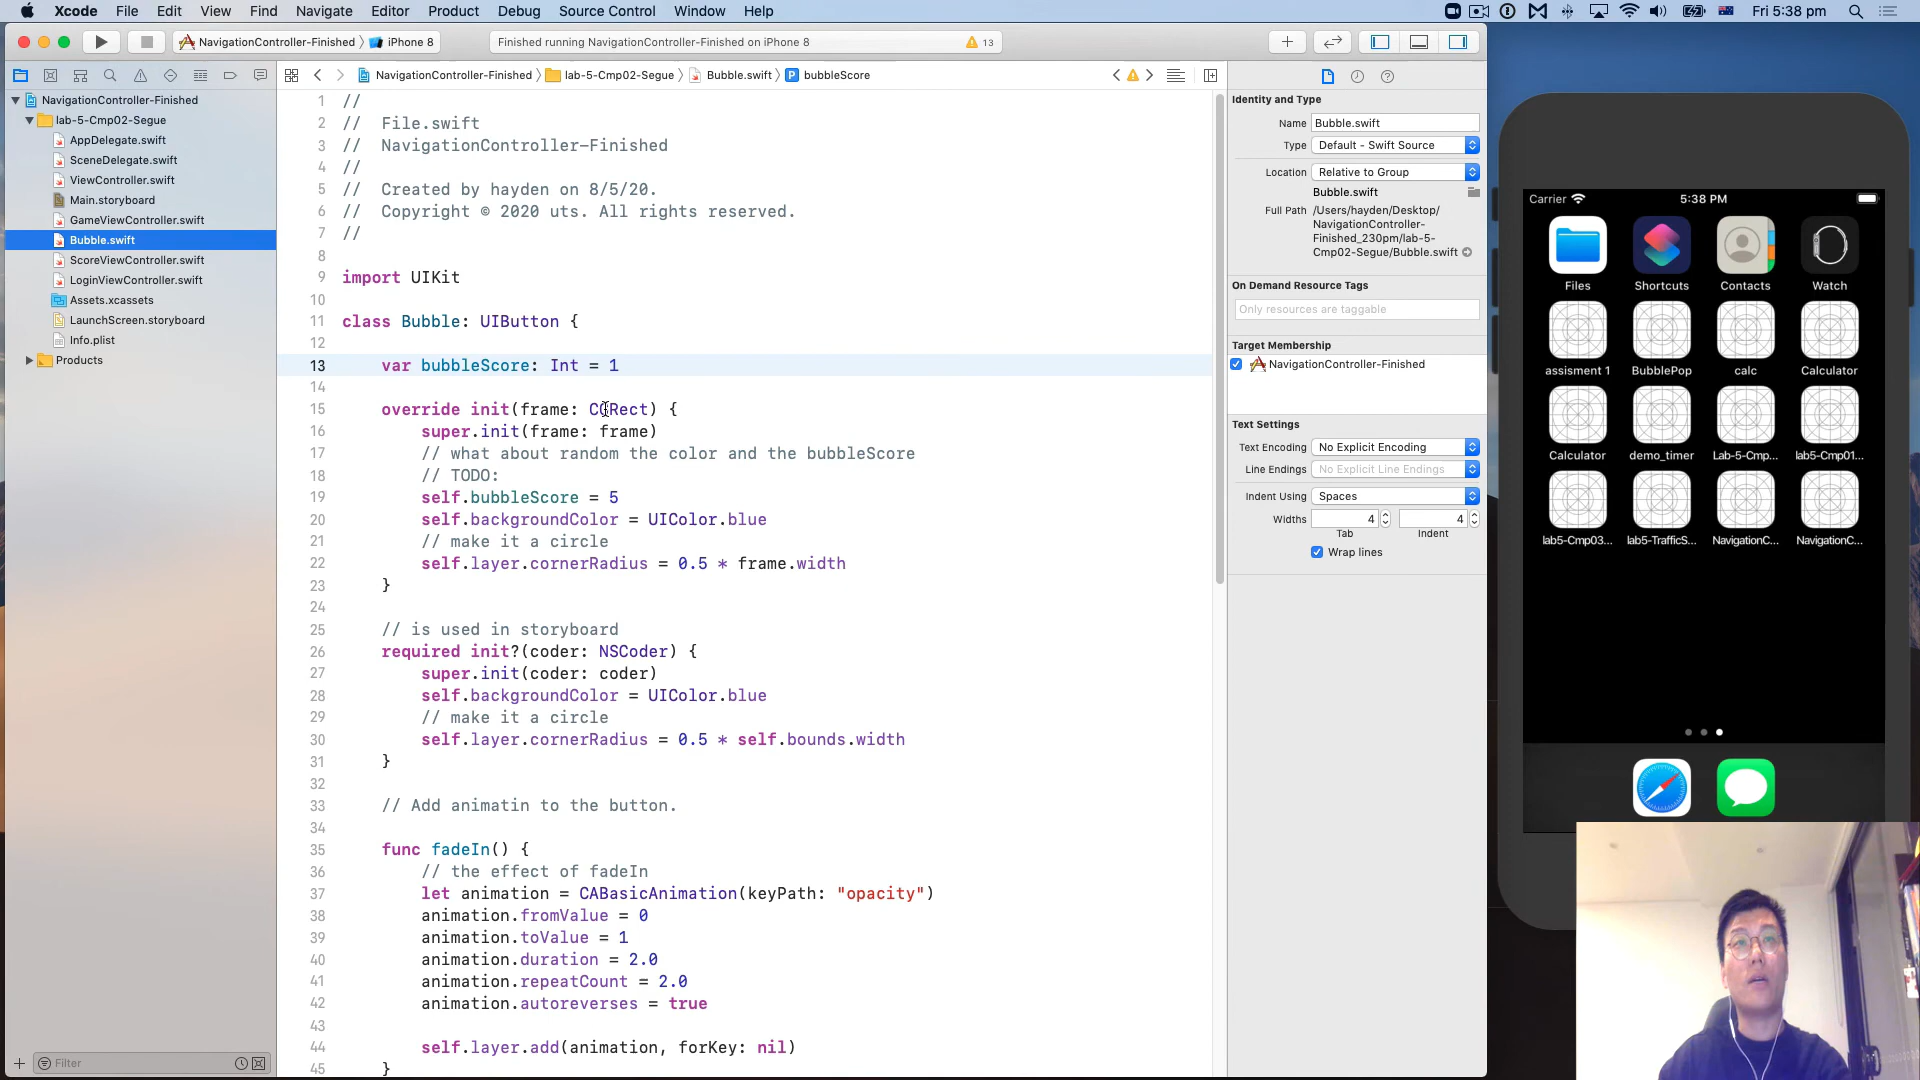 Xcode File Edit View Find Navigate Editor Product Debug Source Control Window Help
Fri 5:38 pm
NavigationController-Finished iPhone 8
Finished running NavigationController-Finished on iPhone 8
13
NavigationController-Finished
lab-5-Cmp02-Segue
AppDelegate.swift
SceneDelegate.swift
ViewController.swift
Main.storyboard
GameViewController.swift
Bubble.swift
ScoreViewController.swift
LoginViewController.swift
Assets.xcassets
LaunchScreen.storyboard
Info.plist
Products
Filter
NavigationController-Finished lab-5-Cmp02-Segue Bubble.swift P bubbleScore
1 //
2 //  File.swift
3 //  NavigationController-Finished
4 //
5 //  Created by hayden on 8/5/20.
6 //  Copyright © 2020 uts. All rights reserved.
7 //
8
9 import UIKit
10
11 class Bubble: UIButton {
12
13     var bubbleScore: Int = 1
14
15     override init(frame: CGRect) {
16         super.init(frame: frame)
17         // what about random the color and the bubbleScore
18         // TODO:
19         self.bubbleScore = 5
20         self.backgroundColor = UIColor.blue
21         // make it a circle
22         self.layer.cornerRadius = 0.5 * frame.width
23     }
24
25     // is used in storyboard
26     required init?(coder: NSCoder) {
27         super.init(coder: coder)
28         self.backgroundColor = UIColor.blue
29         // make it a circle
30         self.layer.cornerRadius = 0.5 * self.bounds.width
31     }
32
33     // Add animatin to the button.
34
35     func fadeIn() {
36         // the effect of fadeIn
37         let animation = CABasicAnimation(keyPath: "opacity")
38         animation.fromValue = 0
39         animation.toValue = 1
40         animation.duration = 2.0
41         animation.repeatCount = 2.0
42         animation.autoreverses = true
43
44         self.layer.add(animation, forKey: nil)
45     }
Identity and Type
Name Bubble.swift
Type Default - Swift Source
Location Relative to Group
Bubble.swift
Full Path /Users/hayden/Desktop/
NavigationController-
Finished_230pm/lab-5-
Cmp02-Segue/Bubble.swift
On Demand Resource Tags
Only resources are taggable
Target Membership
NavigationController-Finished
Text Settings
Text Encoding No Explicit Encoding
Line Endings No Explicit Line Endings
Indent Using Spaces
Widths 4 4
Tab Indent
Wrap lines
Carrier 5:38 PM
Files Shortcuts Contacts Watch
assisment 1 BubblePop calc Calculator
Calculator demo_timer Lab-5-Cmp... lab5-Cmp01...
lab5-Cmp03... lab5-TrafficS... NavigationC... NavigationC...